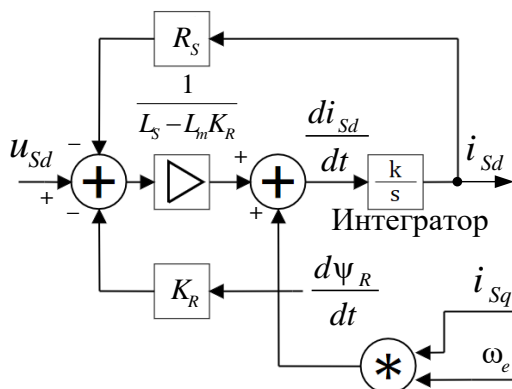 R_S
1
L_S – L_m K_R
di_Sd
dt
u_Sd
–
+
–
+
+
+
+
k
s
i_Sd
Интегратор
K_R
dψ_R
dt
i_Sq
*
ω_e